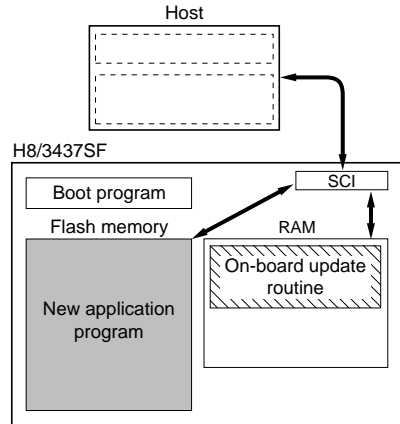 Host
H8/3437SF
SCI
Boot program
Flash memory
RAM
On-board update
routine
New application
program